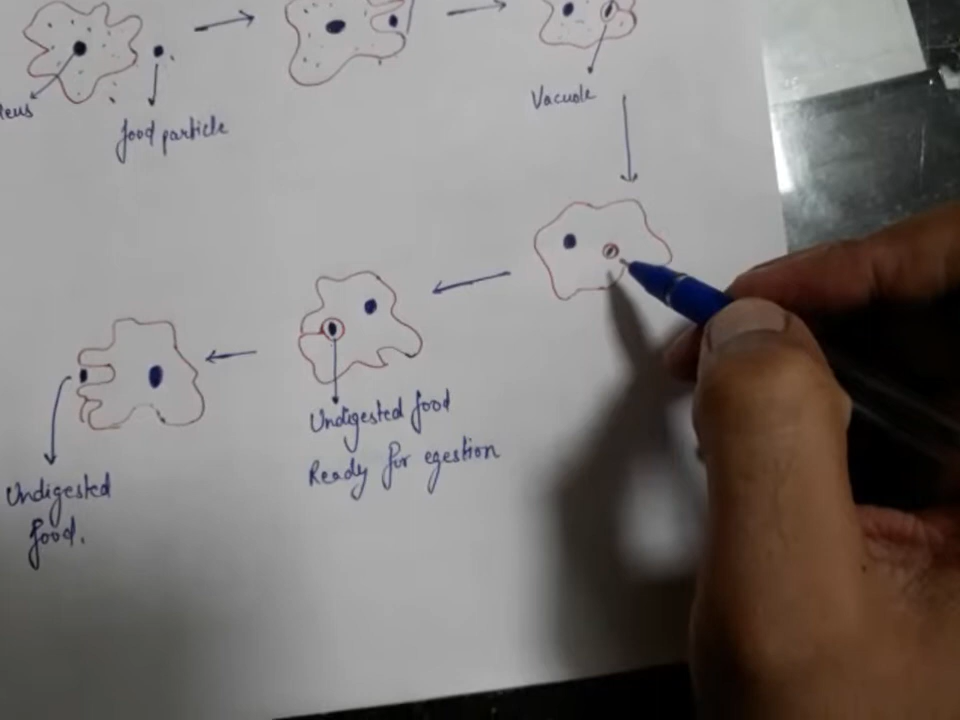 leus
food particle
Vacuole
Undigested food
Ready for egestion
Undigested
food.